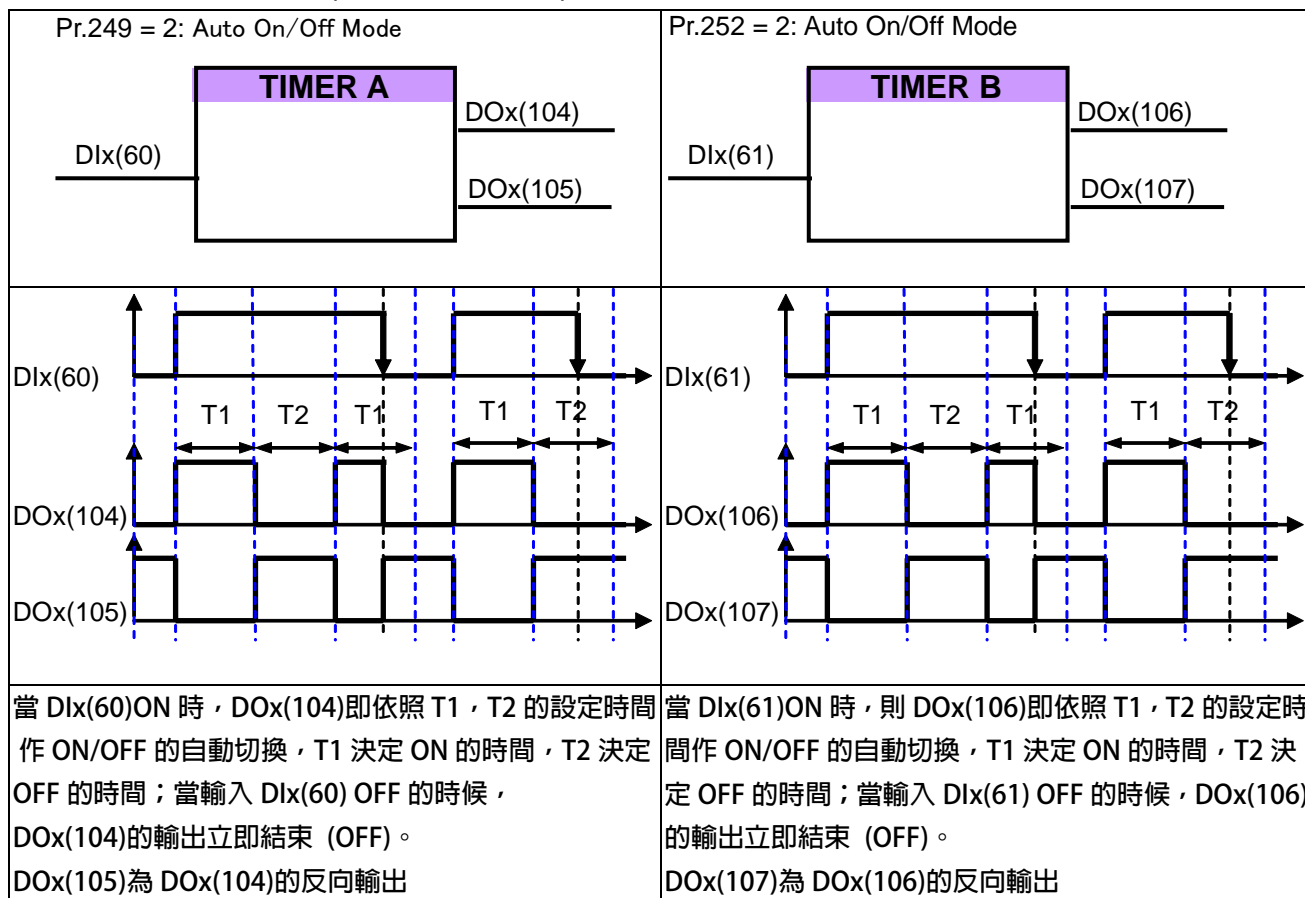 Pr.249 = 2: Auto On/Off Mode
TIMER A
DOx(104)
DIx(60)
DOx(105)
Pr.252 = 2: Auto On/Off Mode
TIMER B
DOx(106)
DIx(61)
DOx(107)
DIx(60)
T1 T2 T1 T1 T2
DOx(104)
DOx(105)
DIx(61)
T1 T2 T1 T1 T2
DOx(106)
DOx(107)
當 DIx(60)ON 時，DOx(104)即依照 T1，T2 的設定時間
作 ON/OFF 的自動切換，T1 決定 ON 的時間，T2 決定
OFF 的時間；當輸入 DIx(60) OFF 的時候，
DOx(104)的輸出立即結束 (OFF)。
DOx(105)為 DOx(104)的反向輸出
當 DIx(61)ON 時，則 DOx(106)即依照 T1，T2 的設定時
間作 ON/OFF 的自動切換，T1 決定 ON 的時間，T2 決
定 OFF 的時間；當輸入 DIx(61) OFF 的時候，DOx(106)
的輸出立即結束 (OFF)。
DOx(107)為 DOx(106)的反向輸出